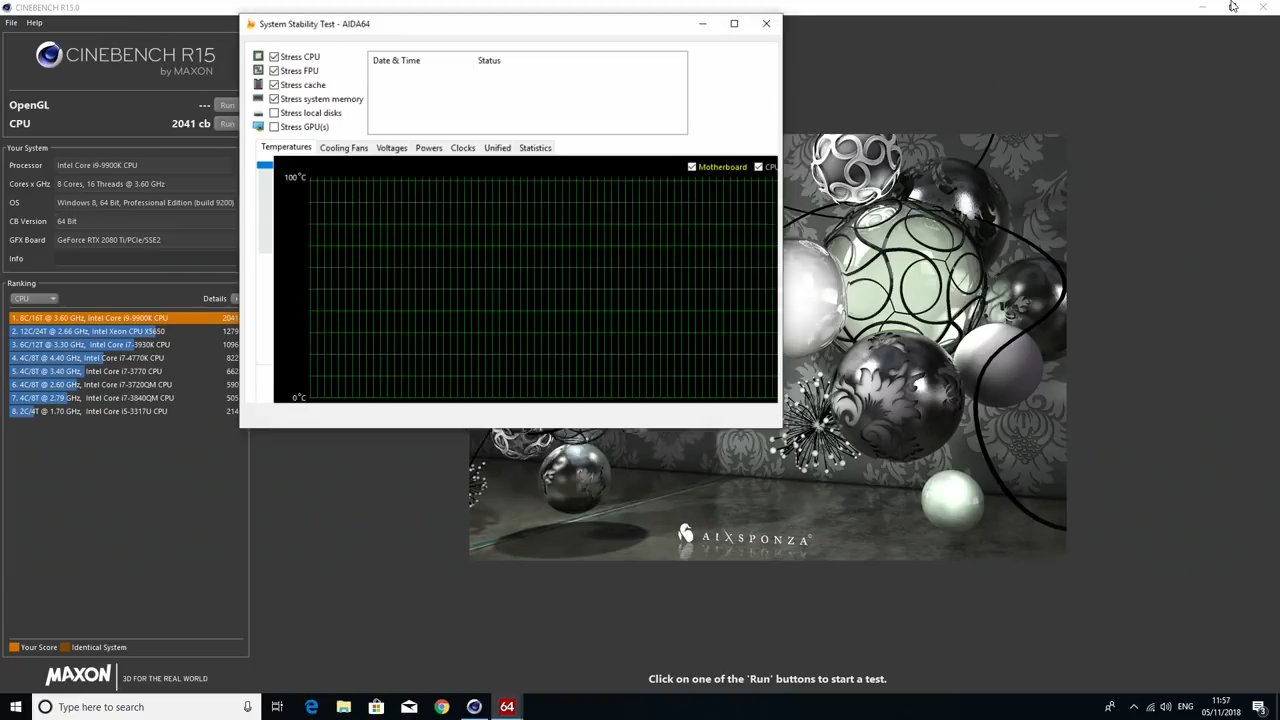 CINEBENCH R15.0
File Help
CINEBENCH R15
by MAXON
OpenGL --- Run
CPU 2041 cb Run
Your System
Processor Intel Core i9-9900K CPU
Cores x GHz 8 Cores, 16 Threads @ 3.60 GHz
OS Windows 8, 64 Bit, Professional Edition (build 9200)
CB Version 64 Bit
GFX Board GeForce RTX 2080 Ti/PCIe/SSE2
Info
Ranking
CPU Details
1. 8C/16T @ 3.60 GHz, Intel Core i9-9900K CPU 2041
2. 12C/24T @ 2.66 GHz, Intel Xeon CPU X5650 1279
3. 6C/12T @ 3.30 GHz, Intel Core i7-3930K CPU 1096
4. 4C/8T @ 4.40 GHz, Intel Core i7-4770K CPU 822
5. 4C/8T @ 3.40 GHz, Intel Core i7-3770 CPU 662
6. 4C/8T @ 2.60 GHz, Intel Core i7-3720QM CPU 590
7. 4C/8T @ 2.79 GHz, Intel Core i7-3840QM CPU 505
8. 2C/4T @ 1.70 GHz, Intel Core i5-3317U CPU 214
Your Score Identical System
MAXON 3D FOR THE REAL WORLD
System Stability Test - AIDA64
Stress CPU
Stress FPU
Stress cache
Stress system memory
Stress local disks
Stress GPU(s)
Date & Time Status
Temperatures Cooling Fans Voltages Powers Clocks Unified Statistics
Motherboard CPU
100°C
0°C
AIXSPONZA®
Click on one of the 'Run' buttons to start a test.
Type here to search
64
ENG
11:57
05/11/2018
3